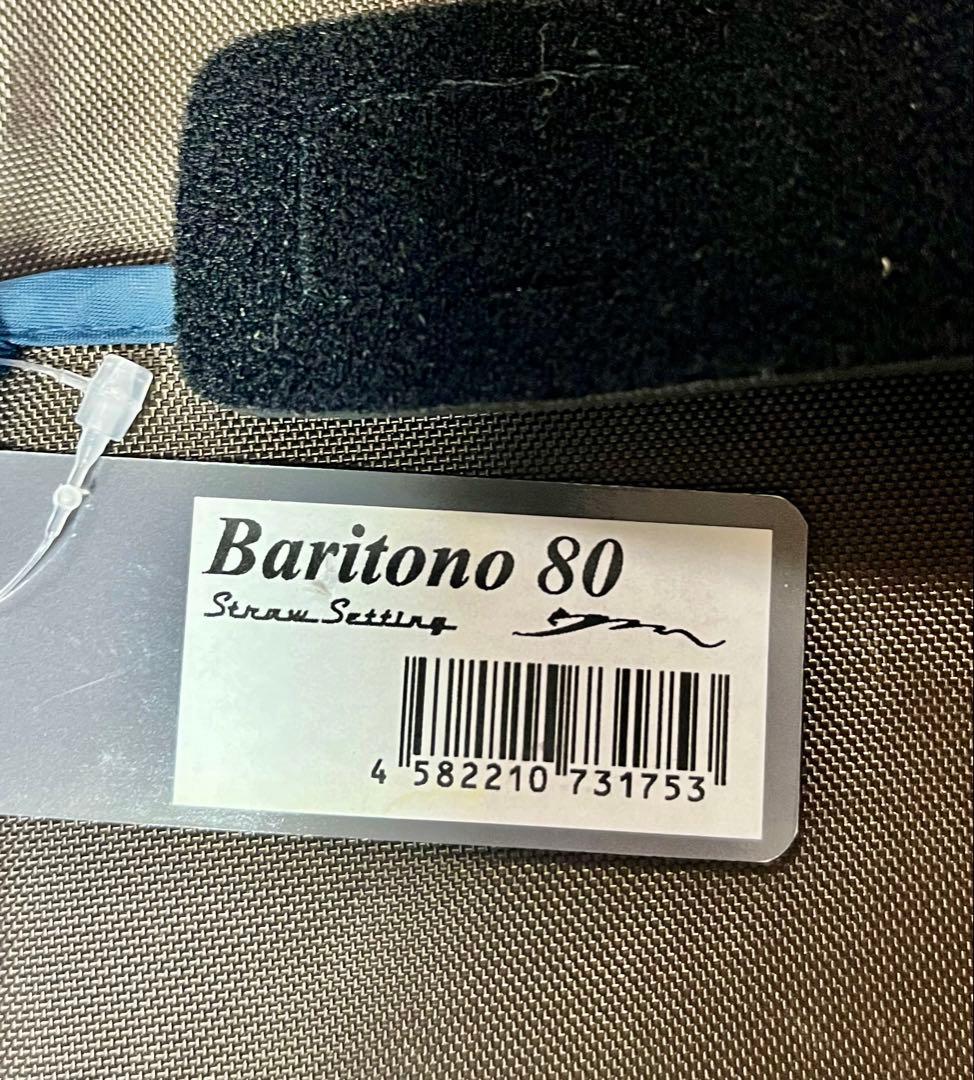 Baritono 80
Straw Setting
4 582210 731753